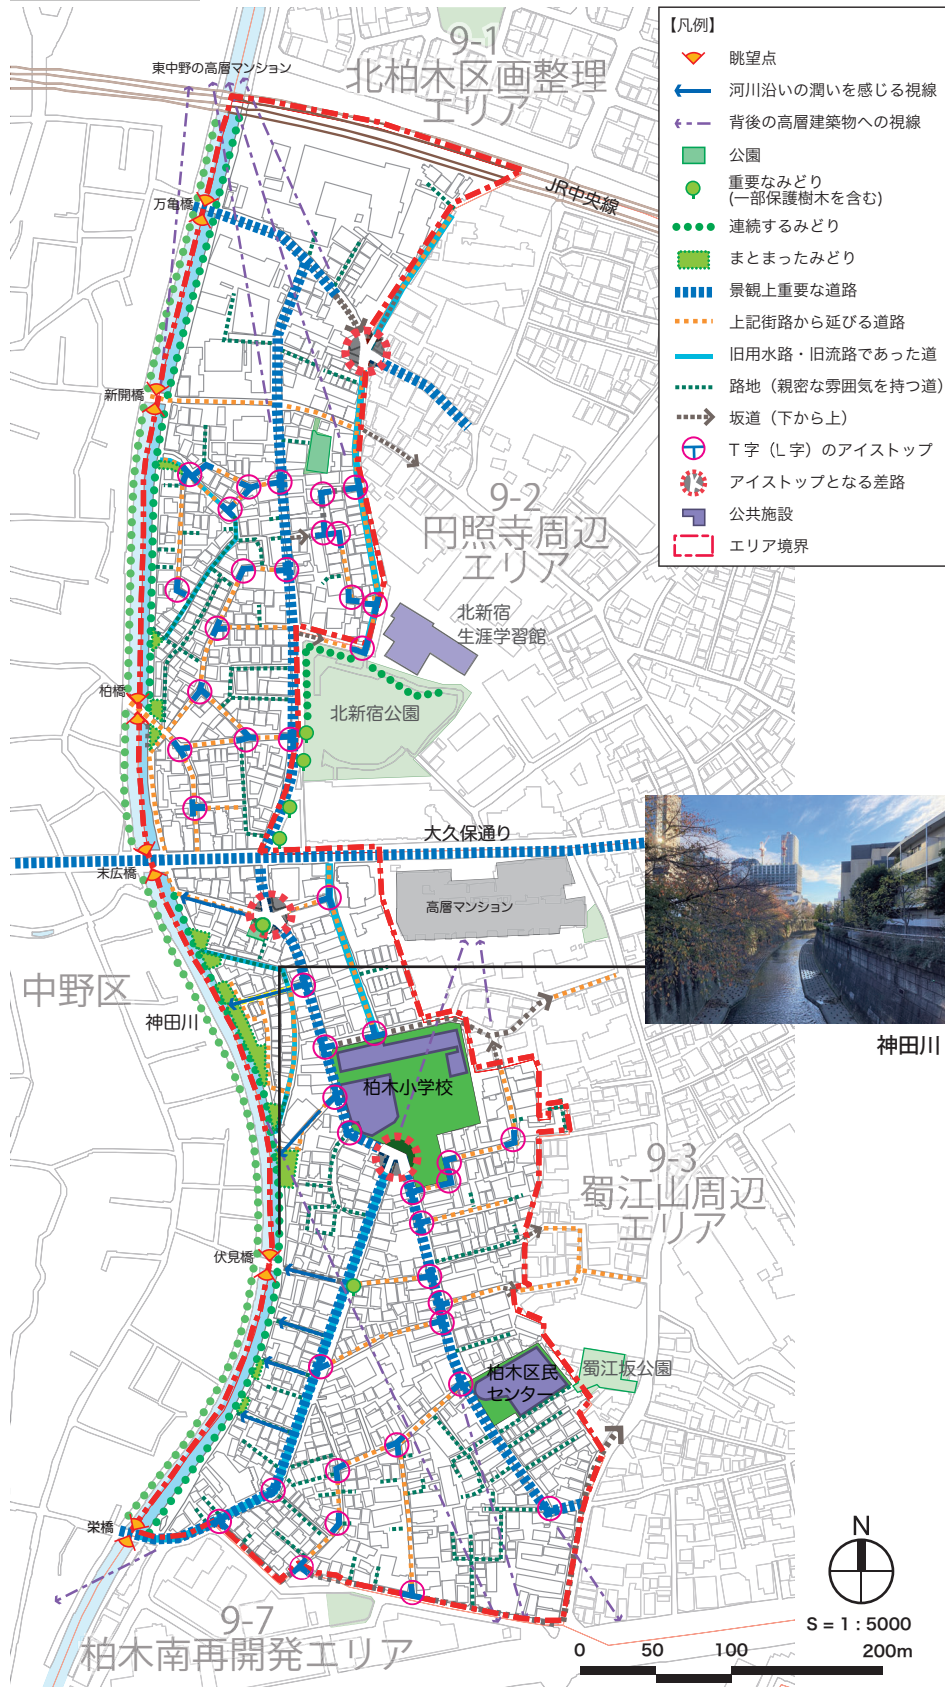 【凡例】
眺望点
河川沿いの潤いを感じる視線
背後の高層建築物への視線
公園
重要なみどり
(一部保護樹木を含む)
連続するみどり
まとまったみどり
景観上重要な道路
上記街路から延びる道路
旧用水路・旧流路であった道
路地（親密な雰囲気を持つ道）
坂道（下から上）
T字（L字）のアイストップ
アイストップとなる差路
公共施設
エリア境界
9-1
北柏木区画整理
エリア
東中野の高層マンション
JR中央線
万亀橋
新開橋
9-2
円照寺周辺
エリア
北新宿
生涯学習館
柏橋
北新宿公園
大久保通り
末広橋
高層マンション
中野区
神田川
神田川
柏木小学校
9-3
蜀江山周辺
エリア
伏見橋
柏木区民
センター
蜀江坂公園
栄橋
9-7
柏木南再開発エリア
N
S = 1 : 5000
0 50 100 200m